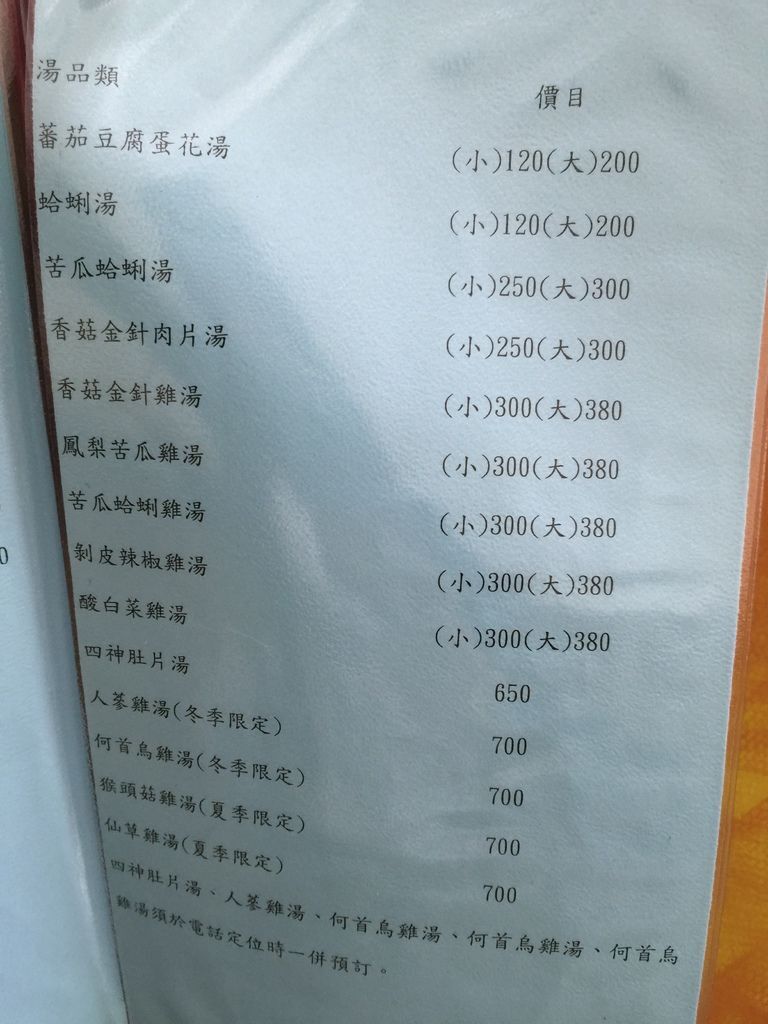 湯品類 價目
蕃茄豆腐蛋花湯 (小)120(大)200
蛤蜊湯 (小)120(大)200
苦瓜蛤蜊湯 (小)250(大)300
香菇金針肉片湯 (小)250(大)300
香菇金針雞湯 (小)300(大)380
鳳梨苦瓜雞湯 (小)300(大)380
苦瓜蛤蜊雞湯 (小)300(大)380
剝皮辣椒雞湯 (小)300(大)380
酸白菜雞湯 (小)300(大)380
四神肚片湯 650
人蔘雞湯(冬季限定) 700
何首烏雞湯(冬季限定) 700
猴頭菇雞湯(夏季限定) 700
仙草雞湯(夏季限定) 700
四神肚片湯、人蔘雞湯、何首烏雞湯、何首烏雞湯、何首烏
雞湯須於電話定位時一併預訂。